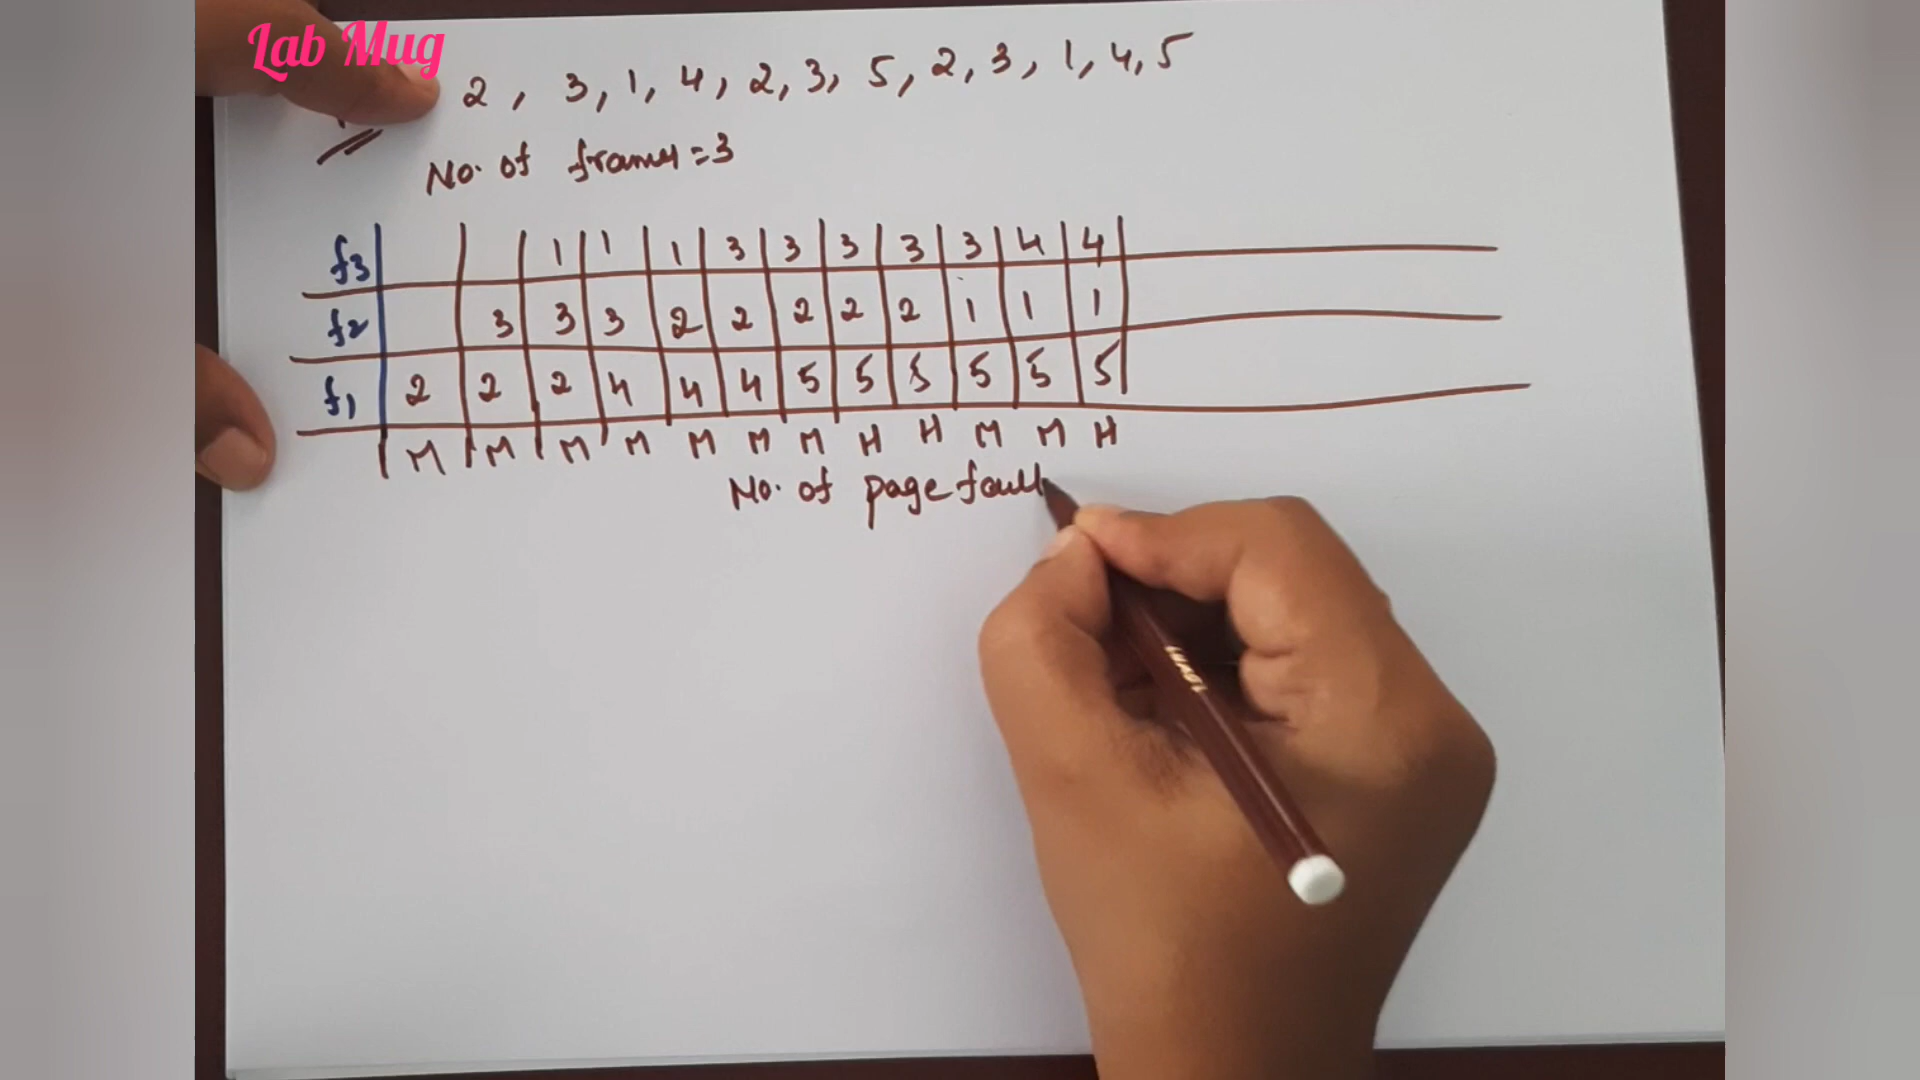 Lab Mug
2, 3, 1, 4, 2, 3, 5, 2, 3, 1, 4, 5
No. of frames=3
f3 1 1 1 3 3 3 3 3 4 4
f2 3 3 3 2 2 2 2 2 1 1 1
f1 2 2 2 4 4 4 5 5 5 5 5 5
M M M M M M M H H M M H
No. of page faul